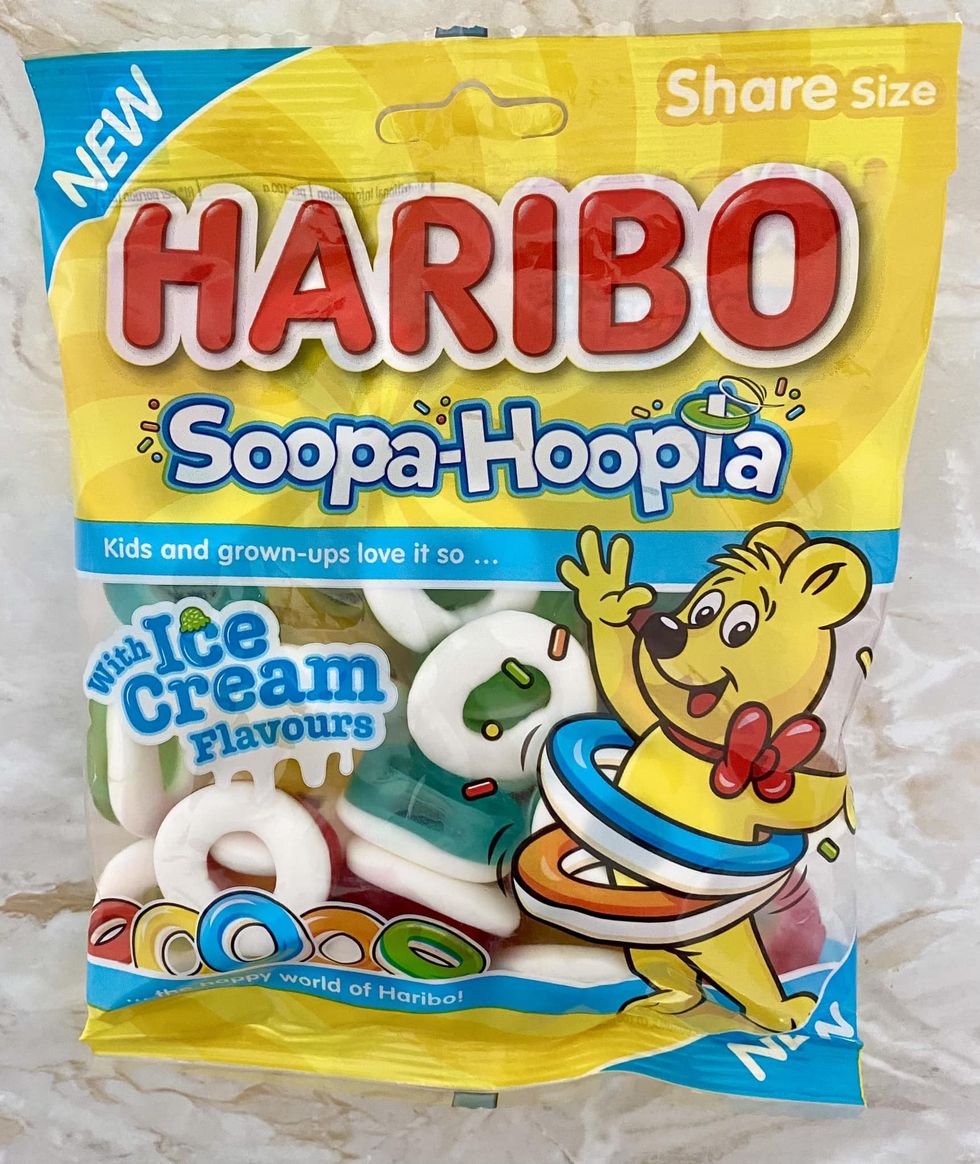 NEW
Share Size
HARIBO
Soopa-Hoopla
Kids and grown-ups love it so ...
With Ice
Cream
Flavours
... the happy world of Haribo!
NEW